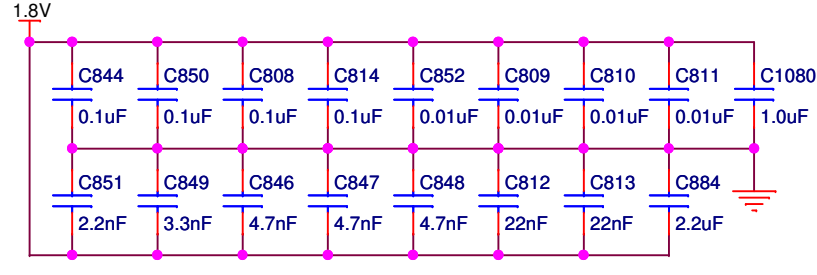 1.8V
C844 C850 C808 C814 C852 C809 C810 C811 C1080
0.1uF 0.1uF 0.1uF 0.1uF 0.01uF 0.01uF 0.01uF 0.01uF 1.0uF
C851 C849 C846 C847 C848 C812 C813 C884
2.2nF 3.3nF 4.7nF 4.7nF 4.7nF 22nF 22nF 2.2uF